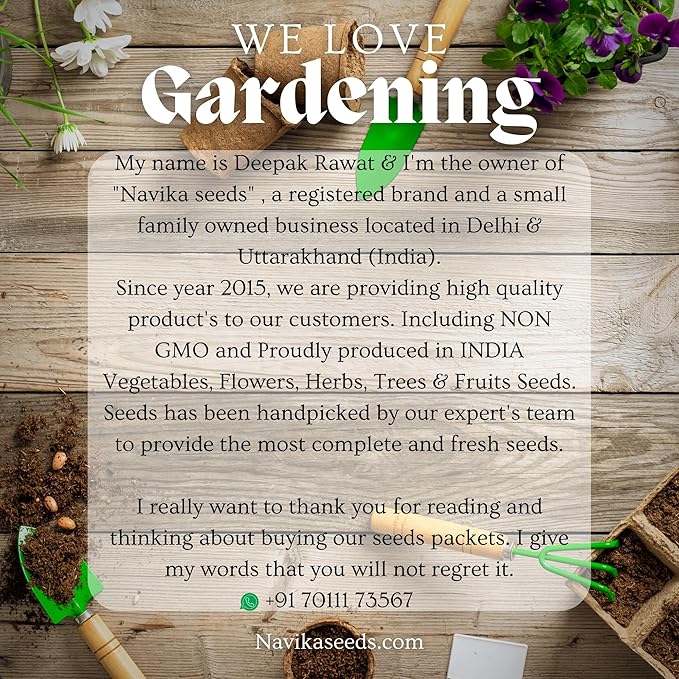 WE LOVE
Gardening
My name is Deepak Rawat & I'm the owner of
"Navika seeds" , a registered brand and a small
family owned business located in Delhi &
Uttarakhand (India).
Since year 2015, we are providing high quality
product's to our customers. Including NON
GMO and Proudly produced in INDIA
Vegetables, Flowers, Herbs, Trees & Fruits Seeds.
Seeds has been handpicked by our expert's team
to provide the most complete and fresh seeds.
I really want to thank you for reading and
thinking about buying our seeds packets. I give
my words that you will not regret it.
+91 70111 73567
Navikaseeds.com